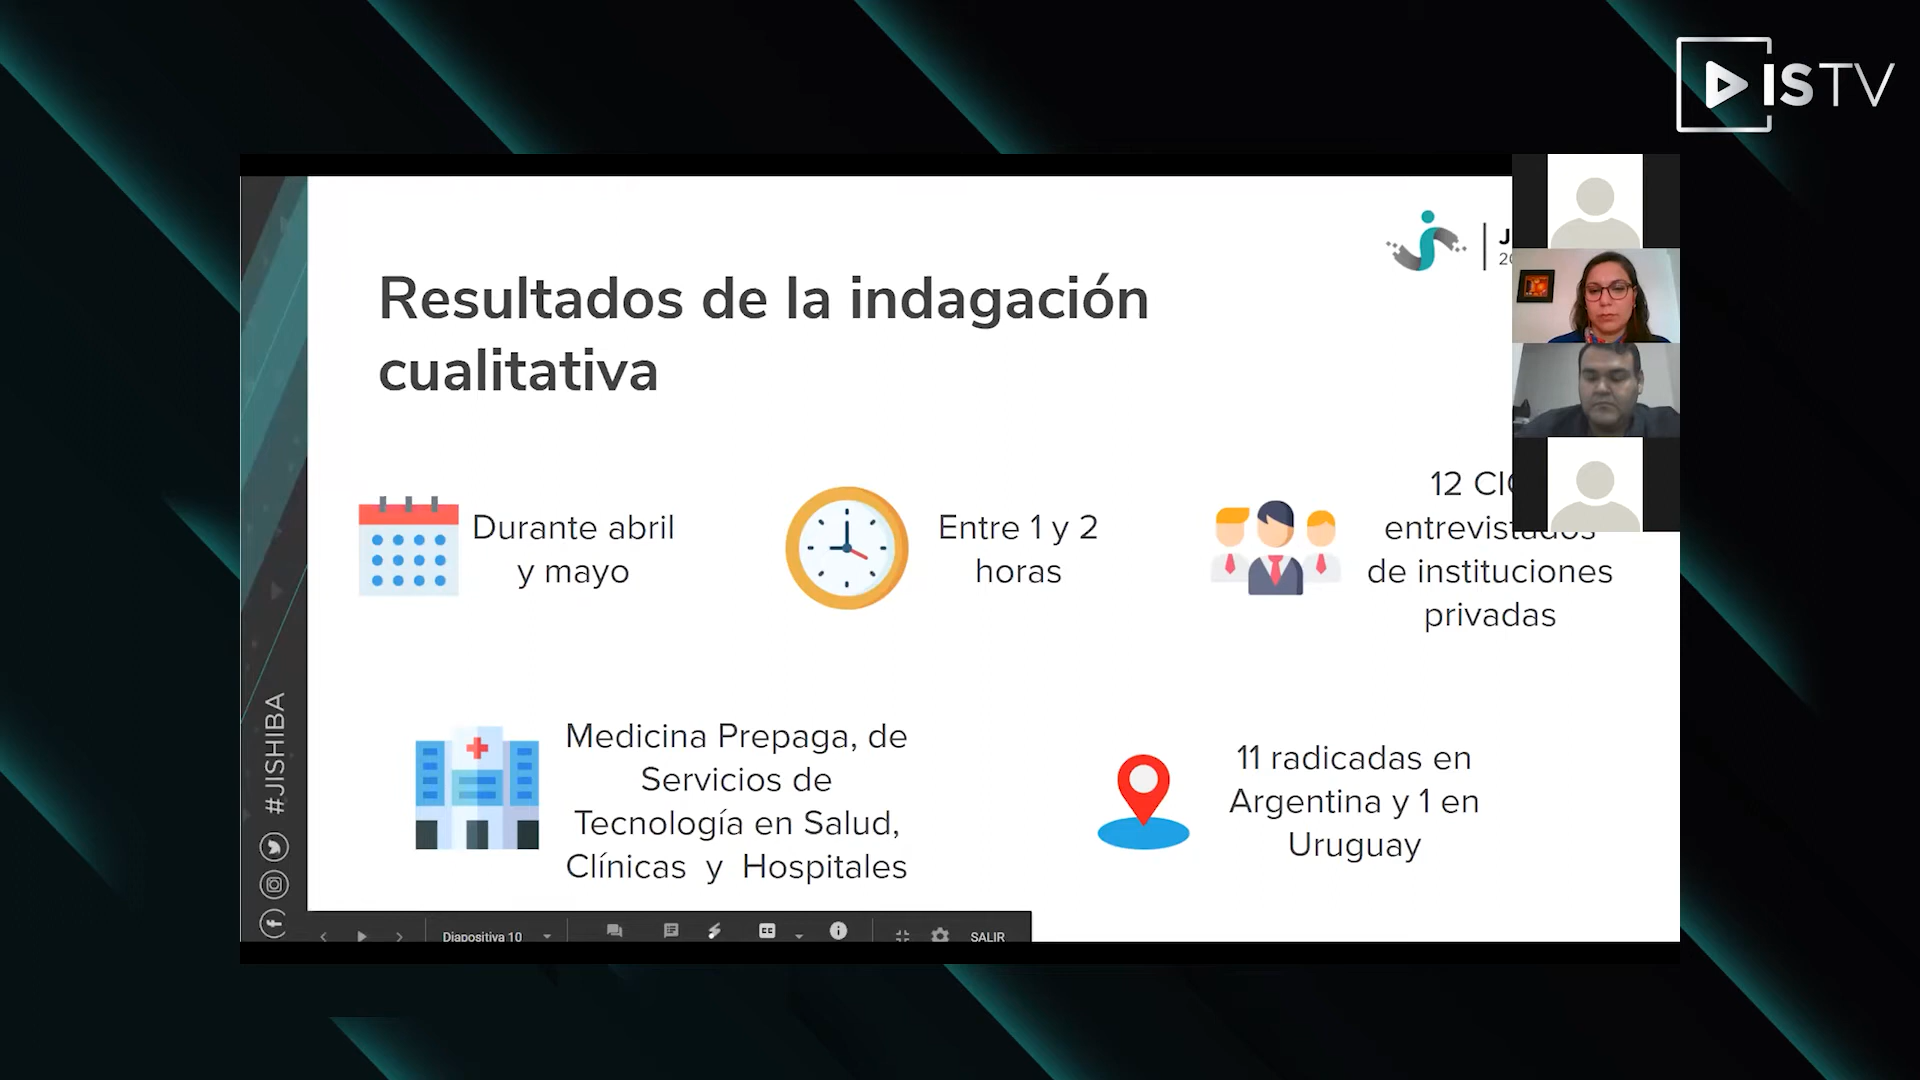 ISTV
Resultados de la indagación
cualitativa
Durante abril
y mayo
Entre 1 y 2
horas
12
entrevistados
de instituciones
privadas
Medicina Prepaga, de
Servicios de
Tecnología en Salud,
Clínicas y Hospitales
11 radicadas en
Argentina y 1 en
Uruguay
#JISHIBA
Diapositiva 10
CC
SALIR